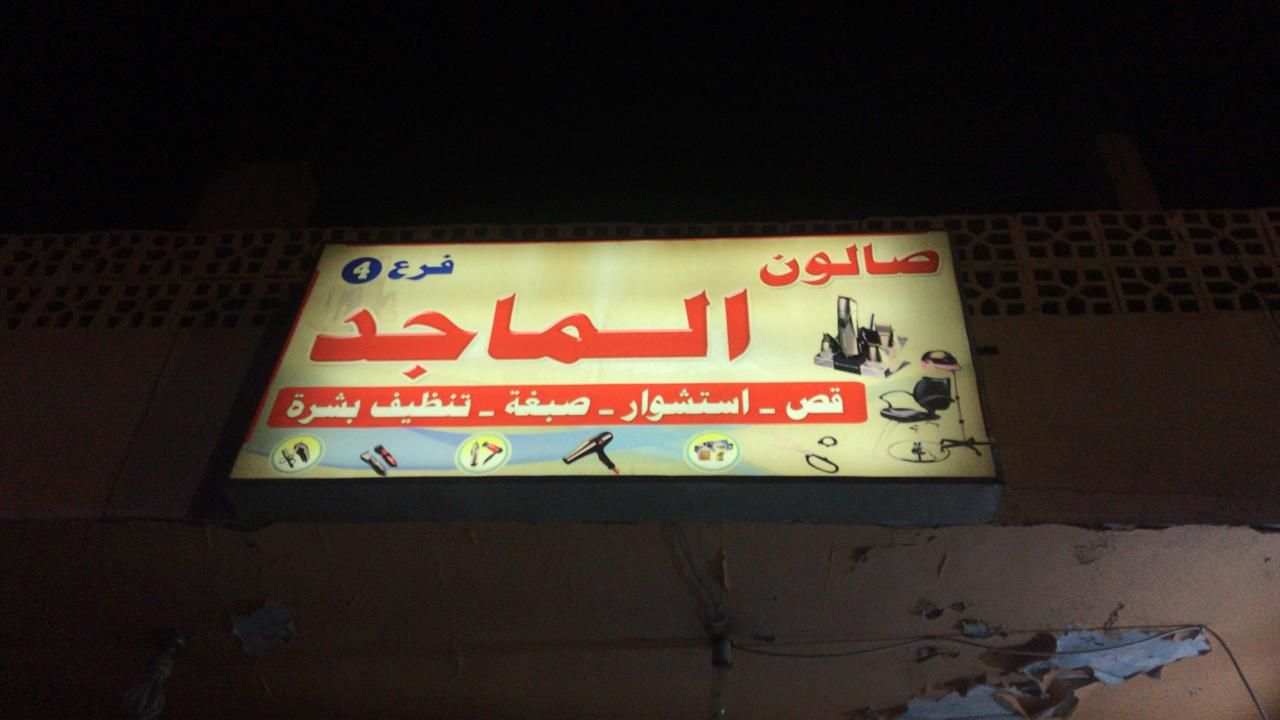 صالون
فرع 4
الماجد
قص - استشوار - صبغة - تنظيف بشرة